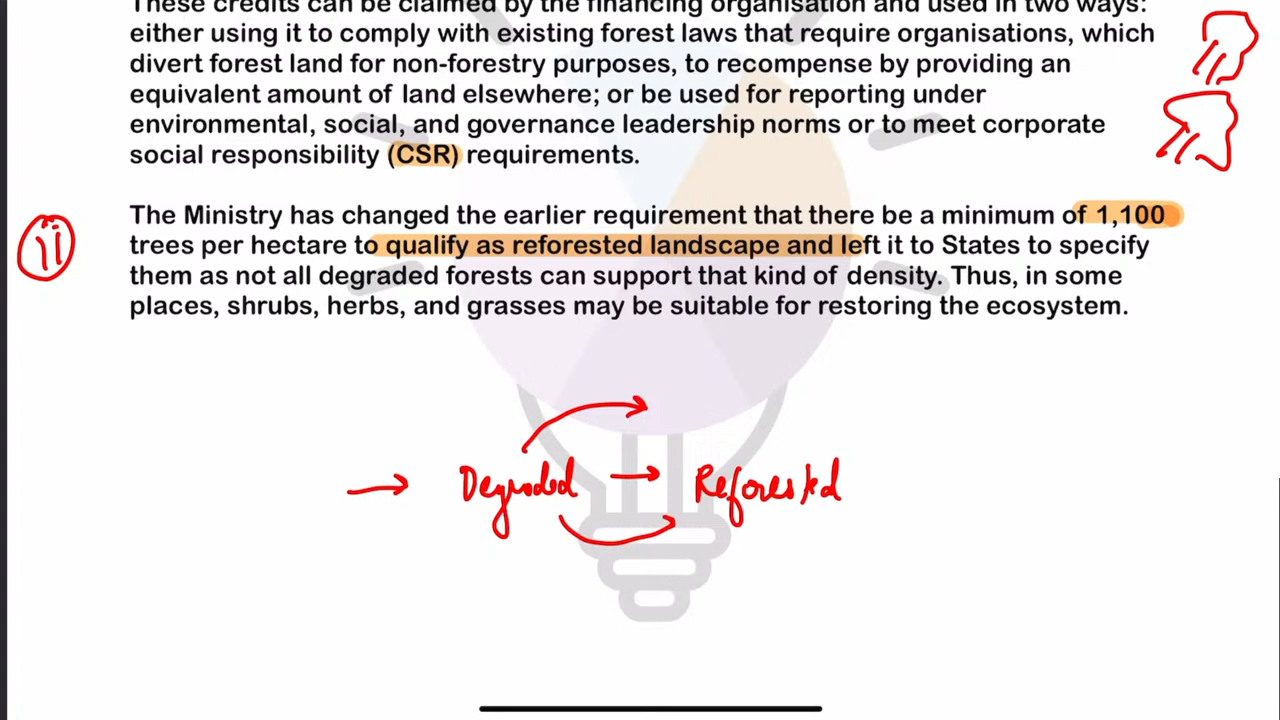 These credits can be claimed by the financing organisation and used in two ways:
either using it to comply with existing forest laws that require organisations, which
divert forest land for non-forestry purposes, to recompense by providing an
equivalent amount of land elsewhere; or be used for reporting under
environmental, social, and governance leadership norms or to meet corporate
social responsibility (CSR) requirements.
ii
The Ministry has changed the earlier requirement that there be a minimum of 1,100
trees per hectare to qualify as reforested landscape and left it to States to specify
them as not all degraded forests can support that kind of density. Thus, in some
places, shrubs, herbs, and grasses may be suitable for restoring the ecosystem.
→ Degraded → Reforested